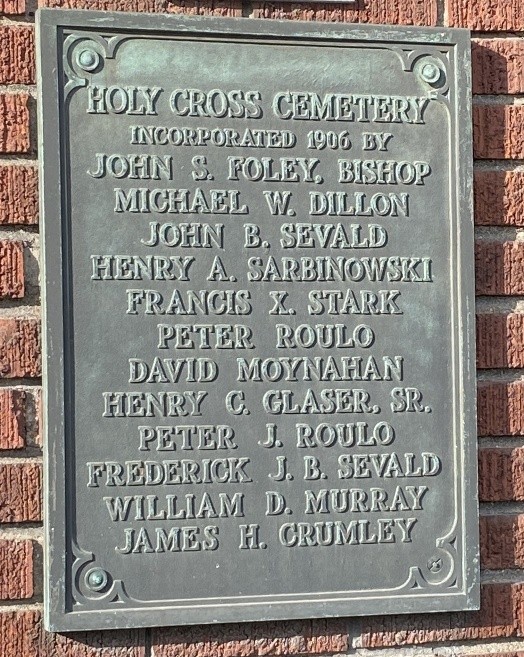 HOLY CROSS CEMETERY
INCORPORATED 1906 BY
JOHN S. FOLEY, BISHOP
MICHAEL W. DILLON
JOHN B. SEVALD
HENRY A. SARBINOWSKI
FRANCIS X. STARK
PETER ROULO
DAVID MOYNAHAN
HENRY C. GLASER, SR.
PETER J. ROULO
FREDERICK J. B. SEVALD
WILLIAM D. MURRAY
JAMES H. CRUMLEY